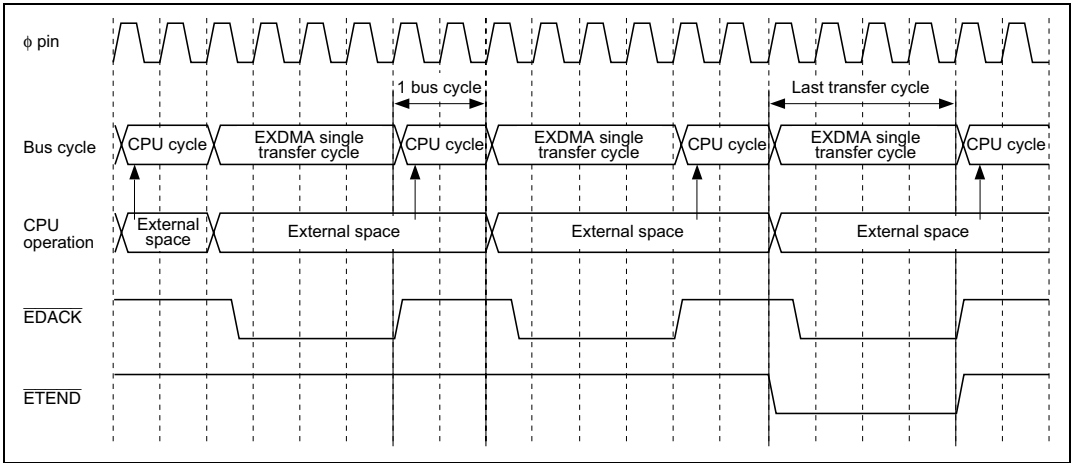 ϕ pin
1 bus cycle
Last transfer cycle
Bus cycle
CPU cycle
EXDMA single
transfer cycle
CPU cycle
EXDMA single
transfer cycle
CPU cycle
EXDMA single
transfer cycle
CPU cycle
CPU
operation
External
space
External space
External space
External space
EDACK
ETEND